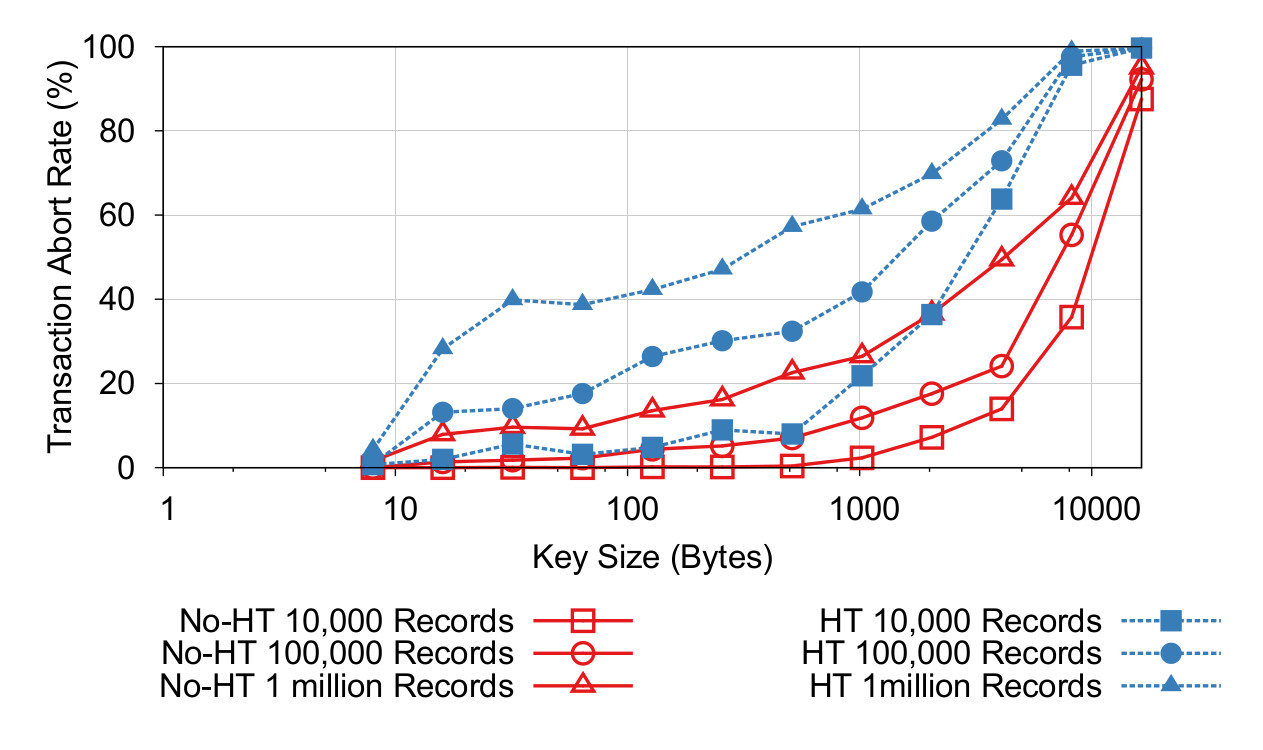 100
80
60
40
20
0
Transaction Abort Rate (%)
1 10 100 1000 10000
Key Size (Bytes)
No-HT 10,000 Records
No-HT 100,000 Records
No-HT 1 million Records
HT 10,000 Records
HT 100,000 Records
HT 1million Records